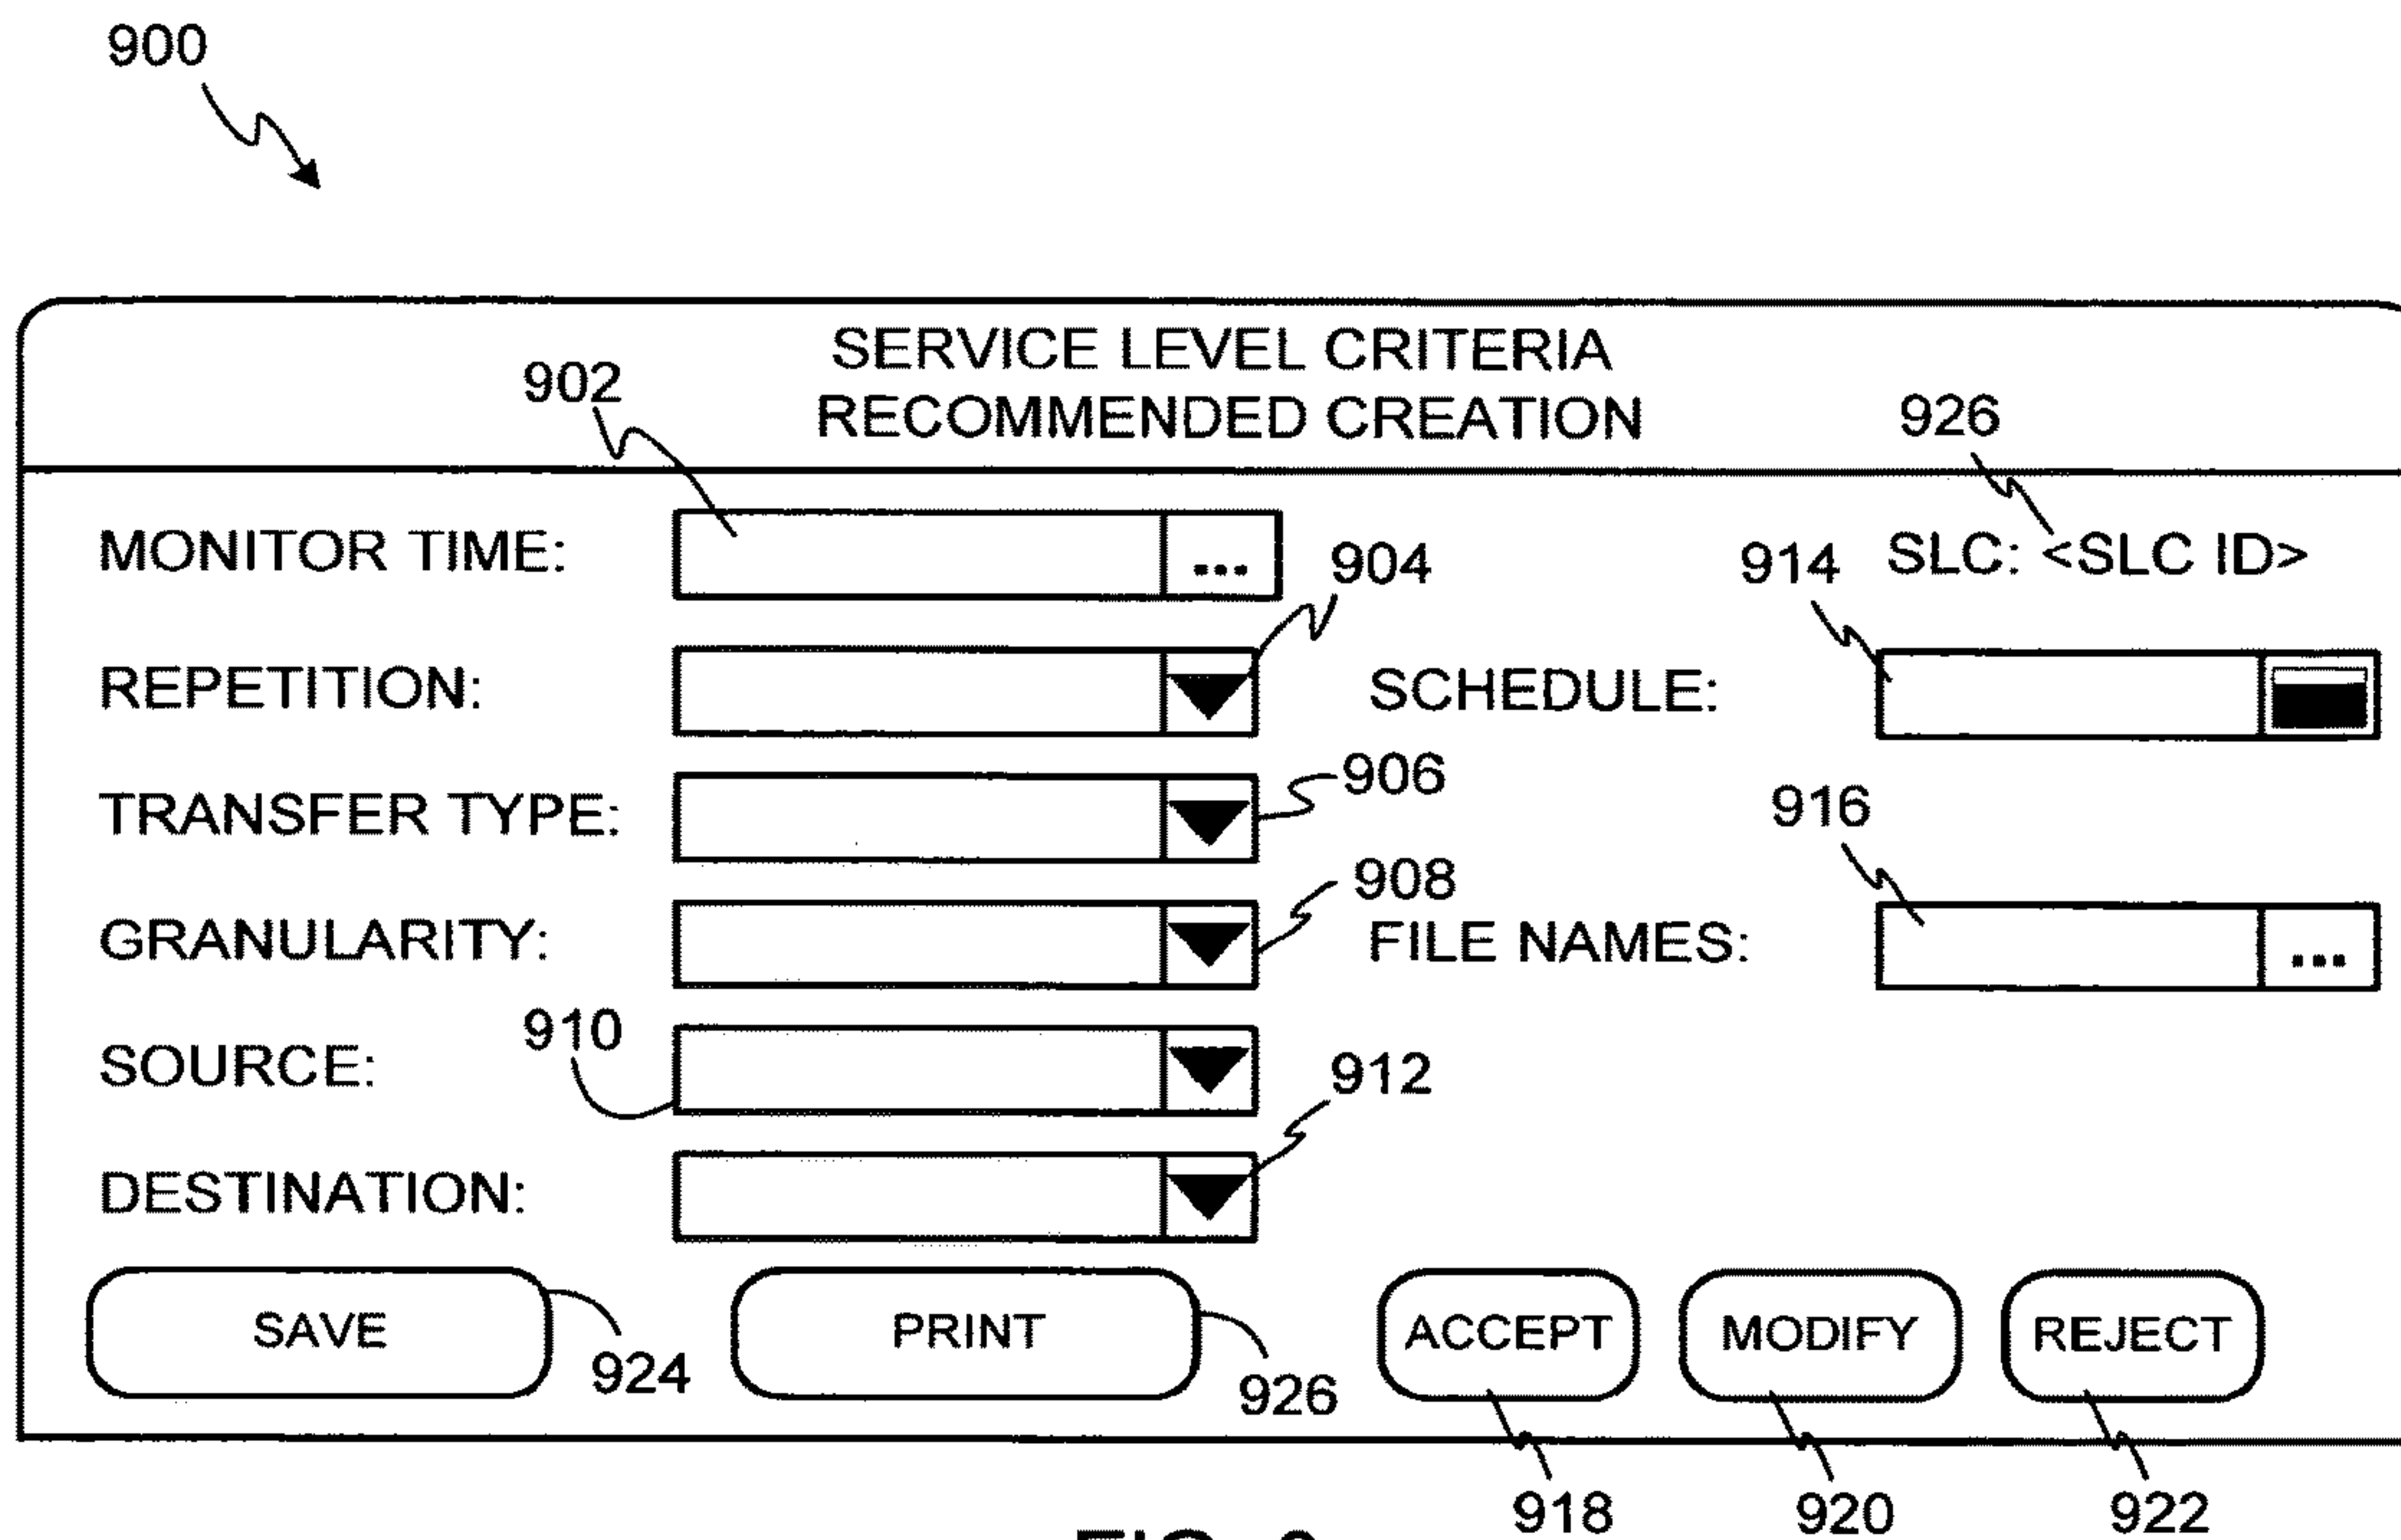 900
SERVICE LEVEL CRITERIA
902
RECOMMENDED CREATION
926
MONITOR TIME:
...
904
914
SLC: <SLC ID>
REPETITION:
SCHEDULE:
TRANSFER TYPE:
906
916
908
GRANULARITY:
FILE NAMES:
...
910
SOURCE:
912
DESTINATION:
SAVE
PRINT
ACCEPT
MODIFY
REJECT
924
926
918
920
922